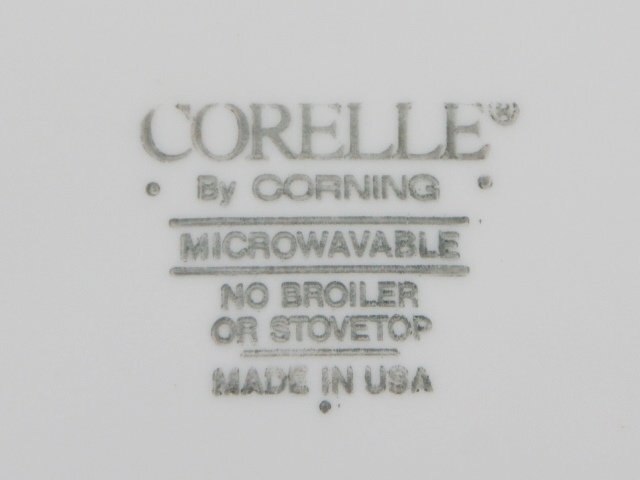 CORELLE®
• By CORNING •
MICROWAVABLE
NO BROILER
OR STOVETOP
MADE IN USA